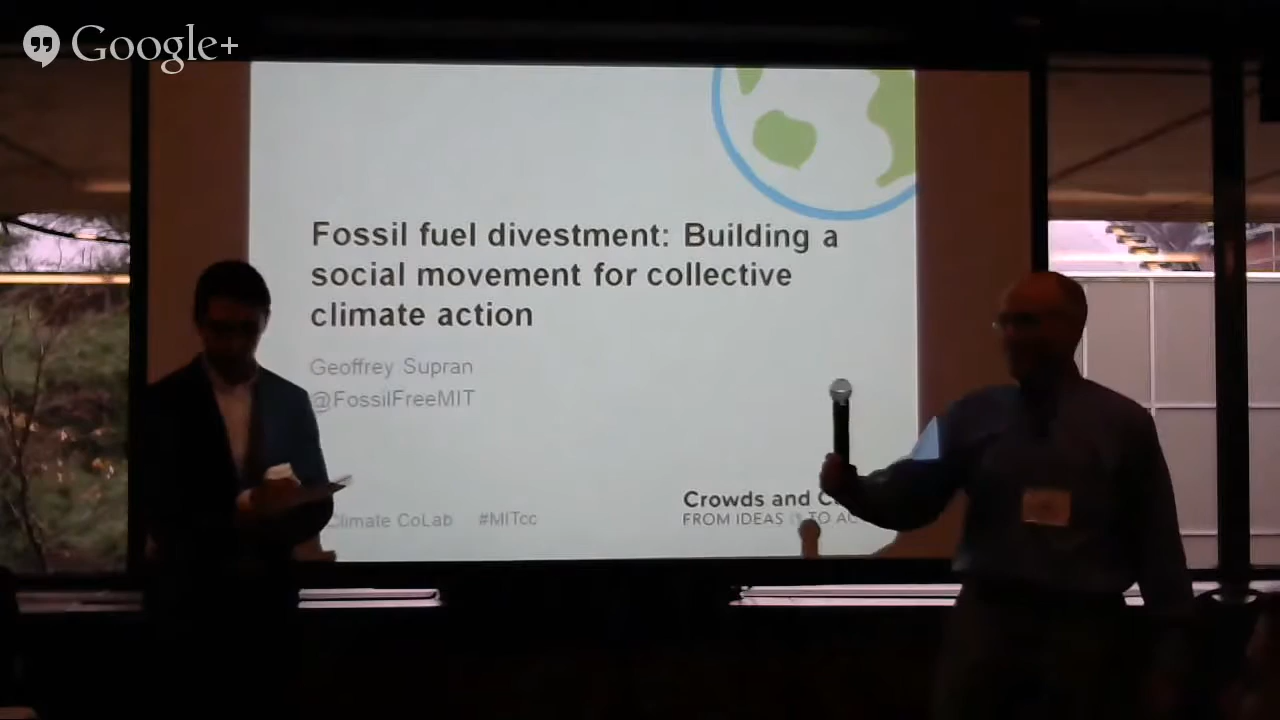 Google+
Fossil fuel divestment: Building a
social movement for collective
climate action
Geoffrey Supran
@FossilFreeMIT
Climate CoLab #MITcc
Crowds and
FROM IDEAS TO